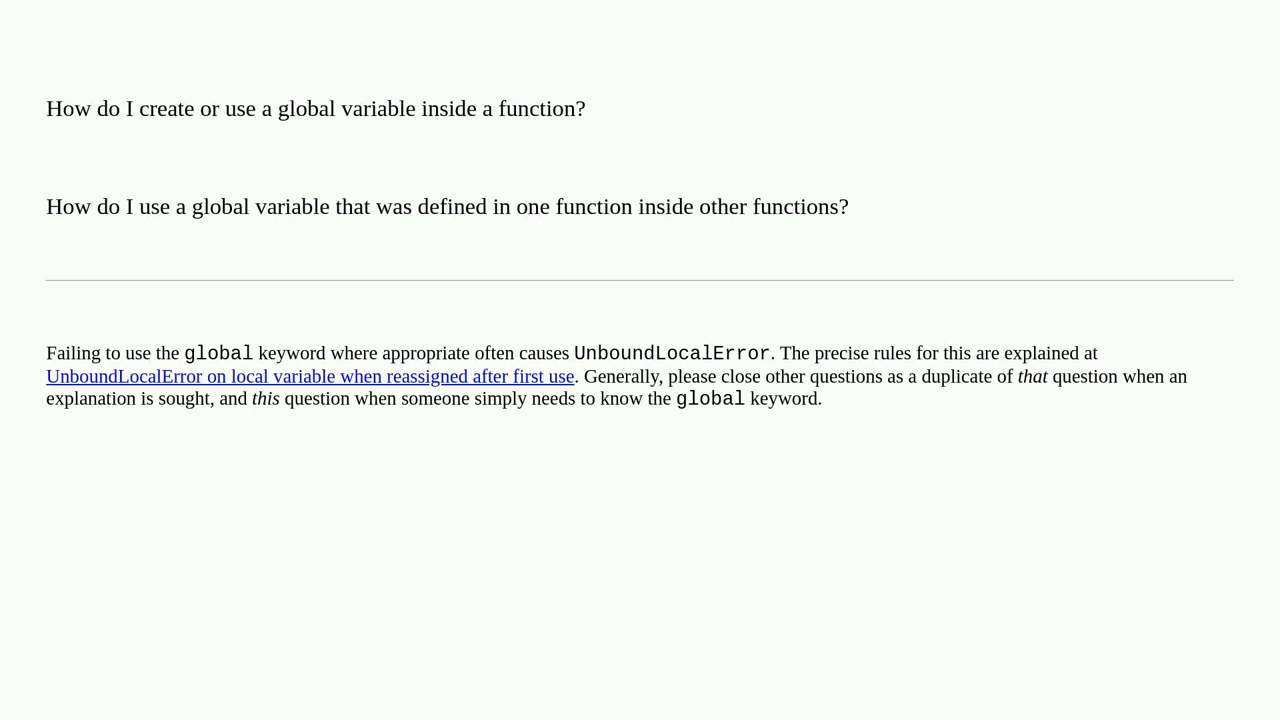 How do I create or use a global variable inside a function?
How do I use a global variable that was defined in one function inside other functions?
Failing to use the global keyword where appropriate often causes UnboundLocalError. The precise rules for this are explained at
UnboundLocalError on local variable when reassigned after first use. Generally, please close other questions as a duplicate of that question when an
explanation is sought, and this question when someone simply needs to know the global keyword.